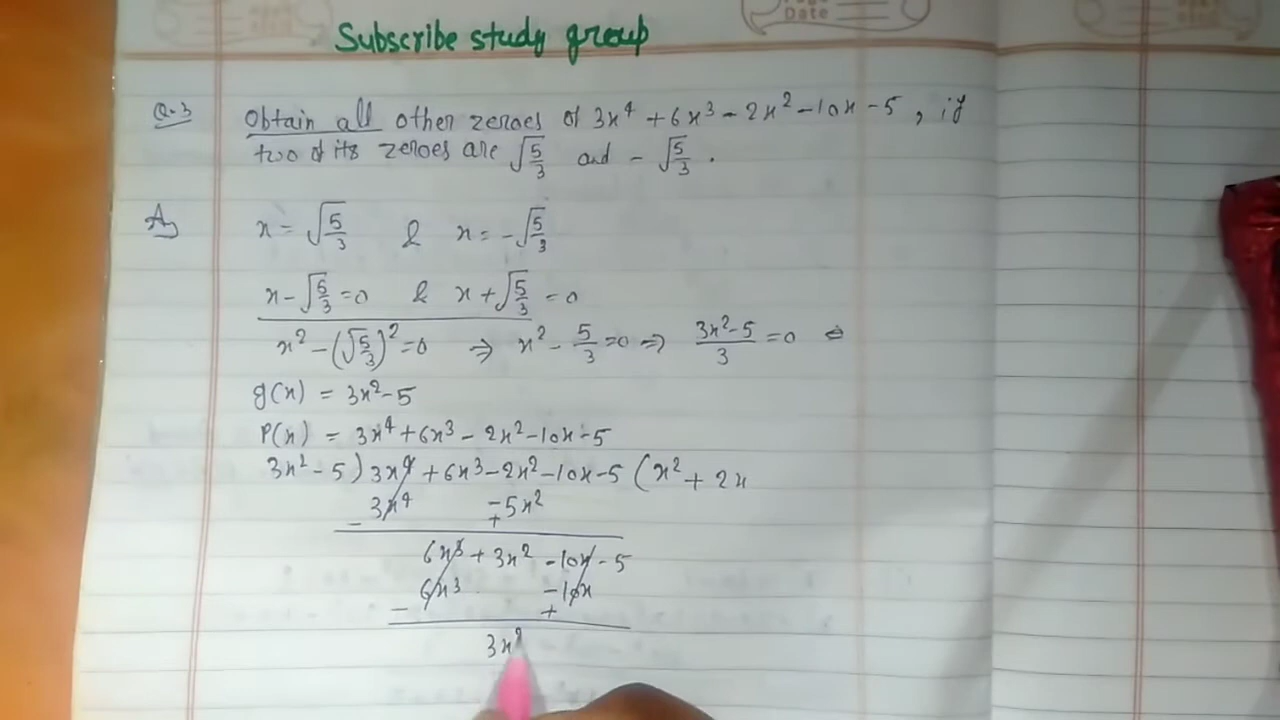 Date
Subscribe study group
Q.3 Obtain all other zeroes of 3x⁴ + 6x³ - 2x² - 10x - 5 , if
two of its zeroes are √5/3 and - √5/3 .
A x = √5/3 & x = - √5/3
x - √5/3 = 0 & x + √5/3 = 0
x² - (√5/3)² = 0 ⇒ x² - 5/3 = 0 ⇒ 3x² - 5/3 = 0 ⇔
g(x) = 3x² - 5
P(x) = 3x⁴ + 6x³ - 2x² - 10x - 5
3x² - 5 ) 3x⁴ + 6x³ - 2x² - 10x - 5 ( x² + 2x
3x⁴ - 5x²
- +
6x³ + 3x² - 10x - 5
6x³ - 10x
- +
3x²